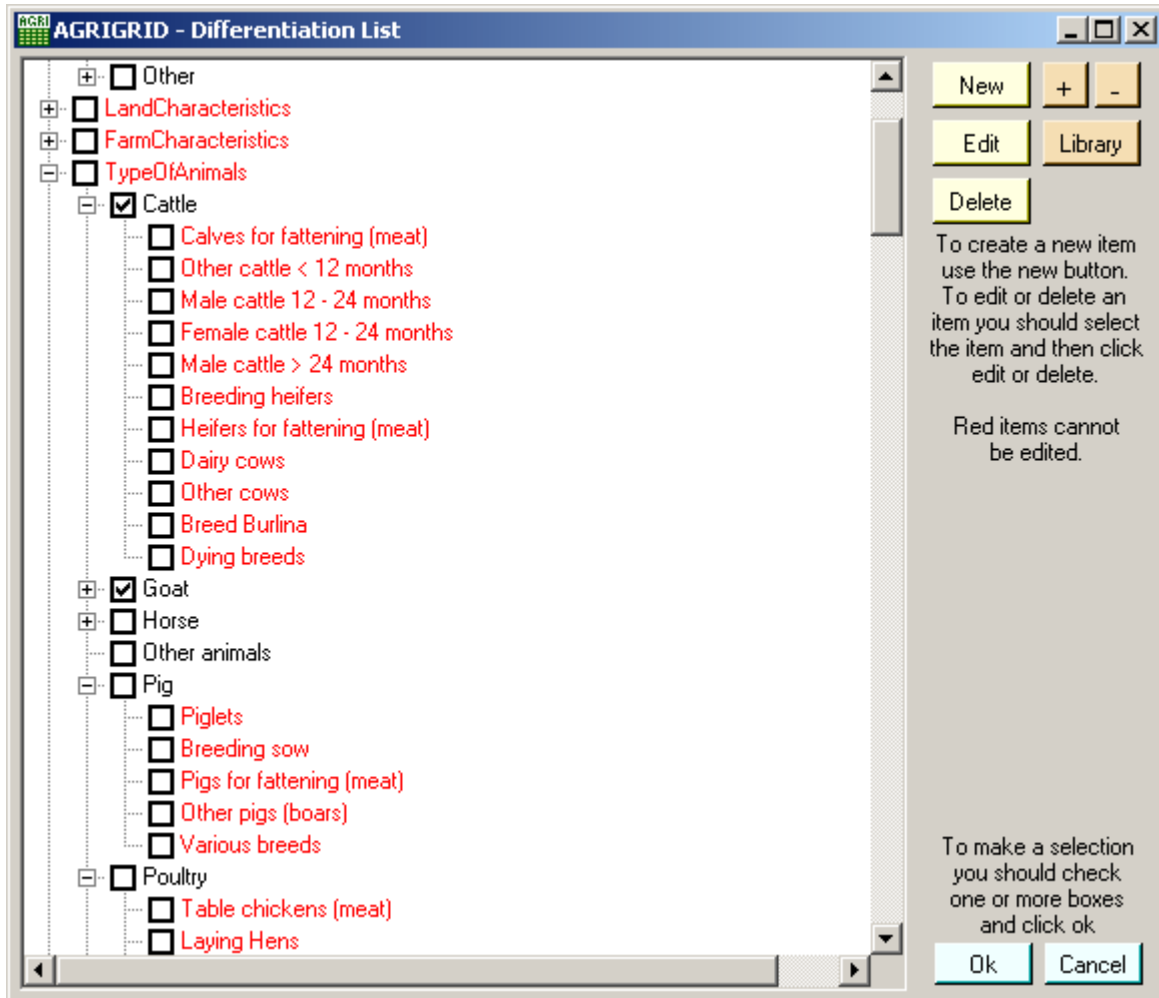 AGRI
AGRIGRID - Differentiation List
Other
LandCharacteristics
FarmCharacteristics
TypeOfAnimals
Cattle
Calves for fattening (meat)
Other cattle < 12 months
Male cattle 12 - 24 months
Female cattle 12 - 24 months
Male cattle > 24 months
Breeding heifers
Heifers for fattening (meat)
Dairy cows
Other cows
Breed Burlina
Dying breeds
Goat
Horse
Other animals
Pig
Piglets
Breeding sow
Pigs for fattening (meat)
Other pigs (boars)
Various breeds
Poultry
Table chickens (meat)
Laying Hens
New + -
Edit Library
Delete
To create a new item
use the new button.
To edit or delete an
item you should select
the item and then click
edit or delete.
Red items cannot
be edited.
To make a selection
you should check
one or more boxes
and click ok
Ok Cancel